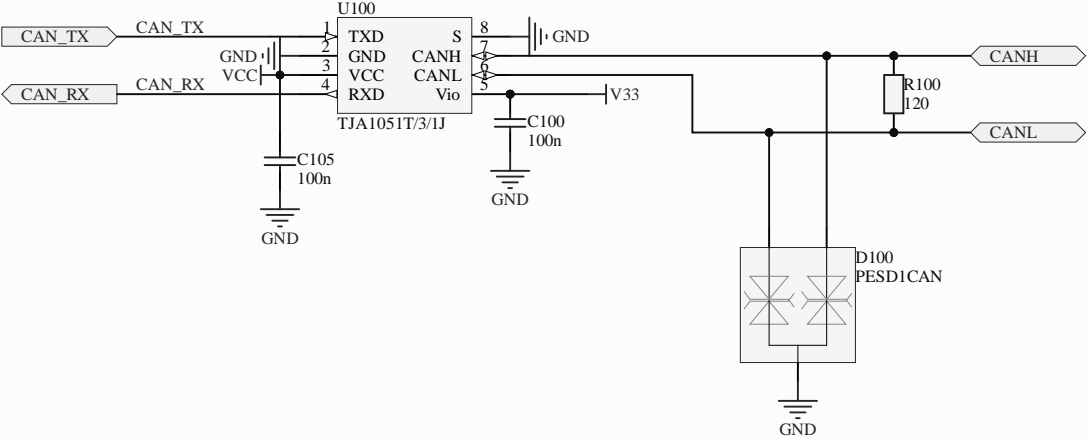 U100
CAN_TX
CAN_TX
1
TXD
S
8
GND
GND
2
GND
CANH
7
CANH
VCC
3
VCC
CANL
6
R100
120
CAN_RX
CAN_RX
4
RXD
Vio
5
V33
TJA1051T/3/1J
C100
100n
CANL
C105
100n
GND
GND
D100
PESD1CAN
GND